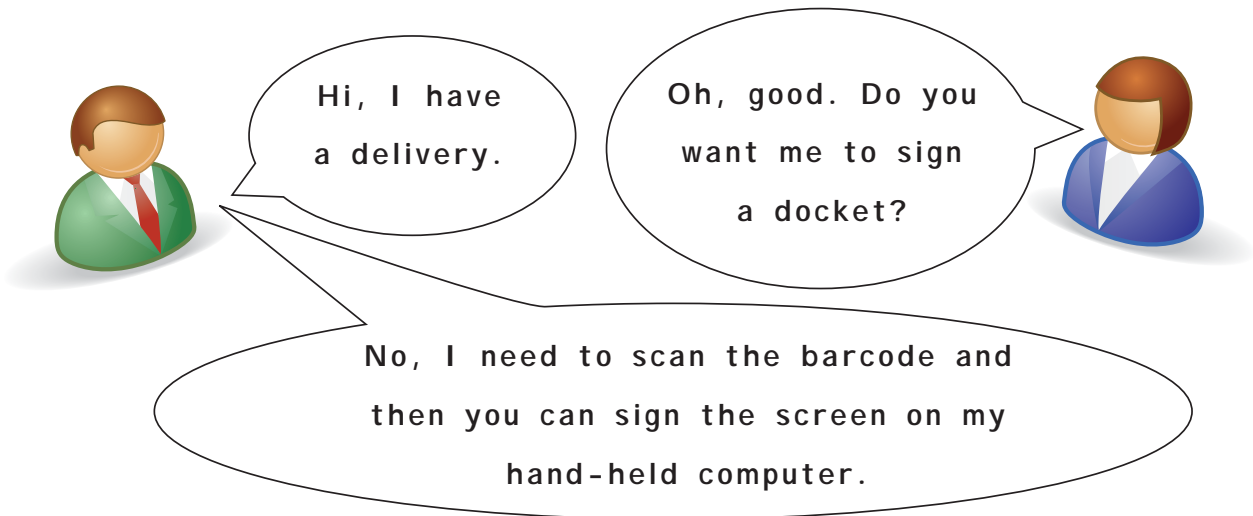 Hi, I have
a delivery.
Oh, good. Do you
want me to sign
a docket?
No, I need to scan the barcode and
then you can sign the screen on my
hand-held computer.